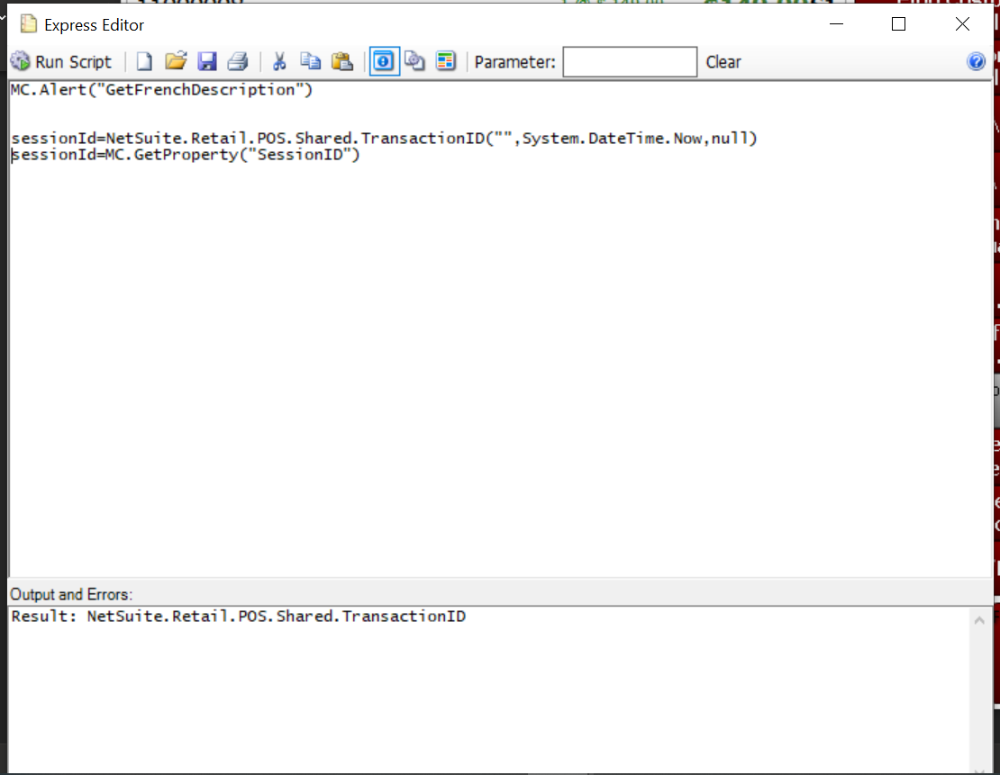 Express Editor
Run Script Parameter: Clear
MC.Alert("GetFrenchDescription")
sessionId=NetSuite.Retail.POS.Shared.TransactionID("",System.DateTime.Now,null)
sessionId=MC.GetProperty("SessionID")
Output and Errors:
Result: NetSuite.Retail.POS.Shared.TransactionID